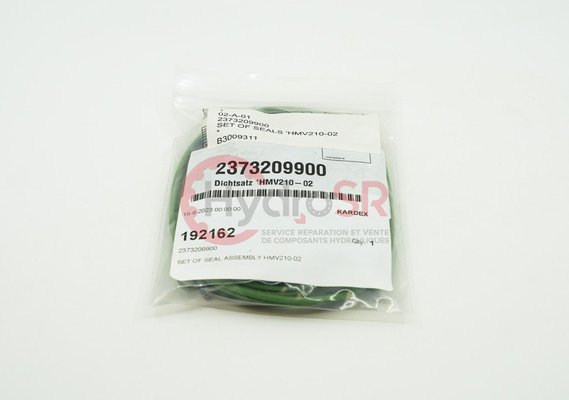 02-A-01
2373209900
SET OF SEALS 'HMV210-02
B3009311
2373209900
Dichtsatz 'HMV210-02
15.6.2023 00:00:00
KARDEX
HydroSR
SERVICE RÉPARATION ET VENTE
DE COMPOSANTS HYDRAULIQUES
192162
1
2373209900
SET OF SEAL ASSEMBLY HMV210-02